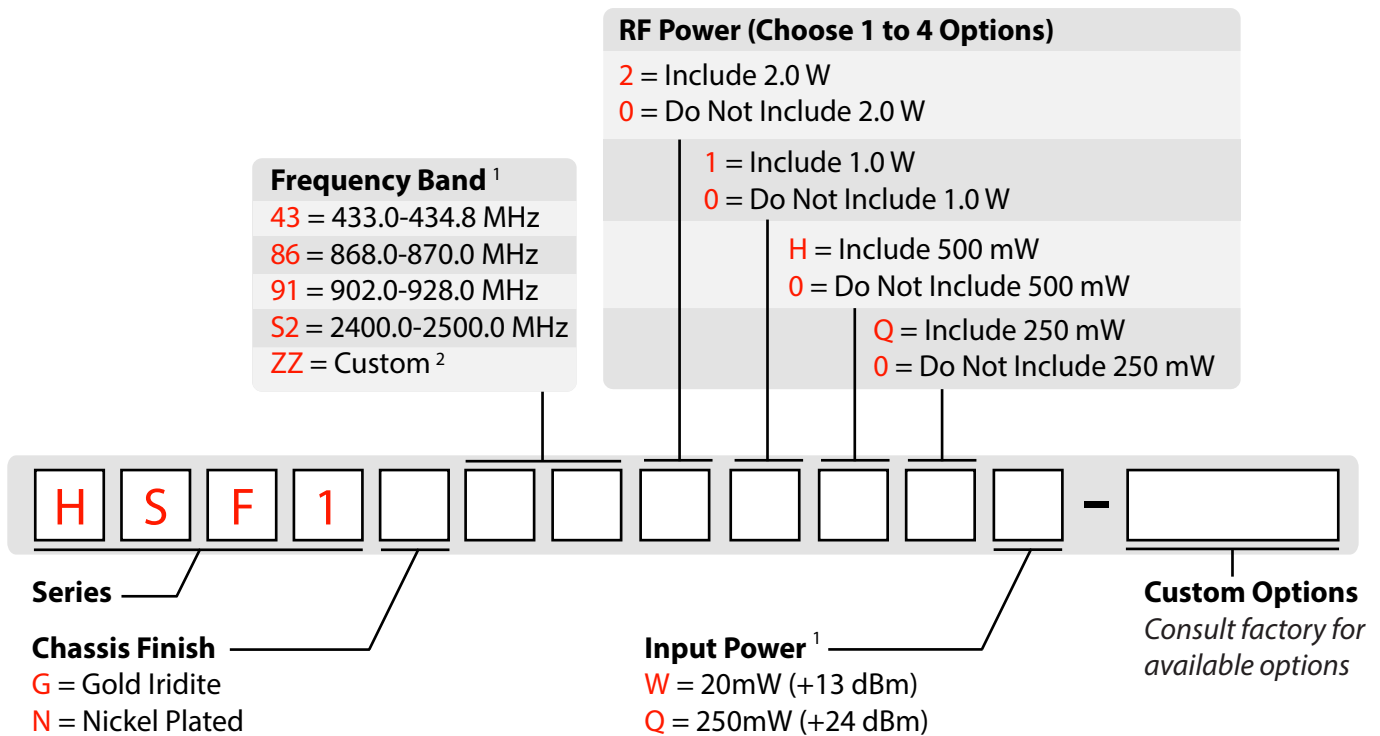 RF Power (Choose 1 to 4 Options)
2 = Include 2.0 W
0 = Do Not Include 2.0 W
1 = Include 1.0 W
0 = Do Not Include 1.0 W
H = Include 500 mW
0 = Do Not Include 500 mW
Q = Include 250 mW
0 = Do Not Include 250 mW
Frequency Band 1
43 = 433.0-434.8 MHz
86 = 868.0-870.0 MHz
91 = 902.0-928.0 MHz
S2 = 2400.0-2500.0 MHz
ZZ = Custom 2
H S F 1 -
Series
Chassis Finish
G = Gold Iridite
N = Nickel Plated
Input Power 1
W = 20mW (+13 dBm)
Q = 250mW (+24 dBm)
Custom Options
Consult factory for
available options